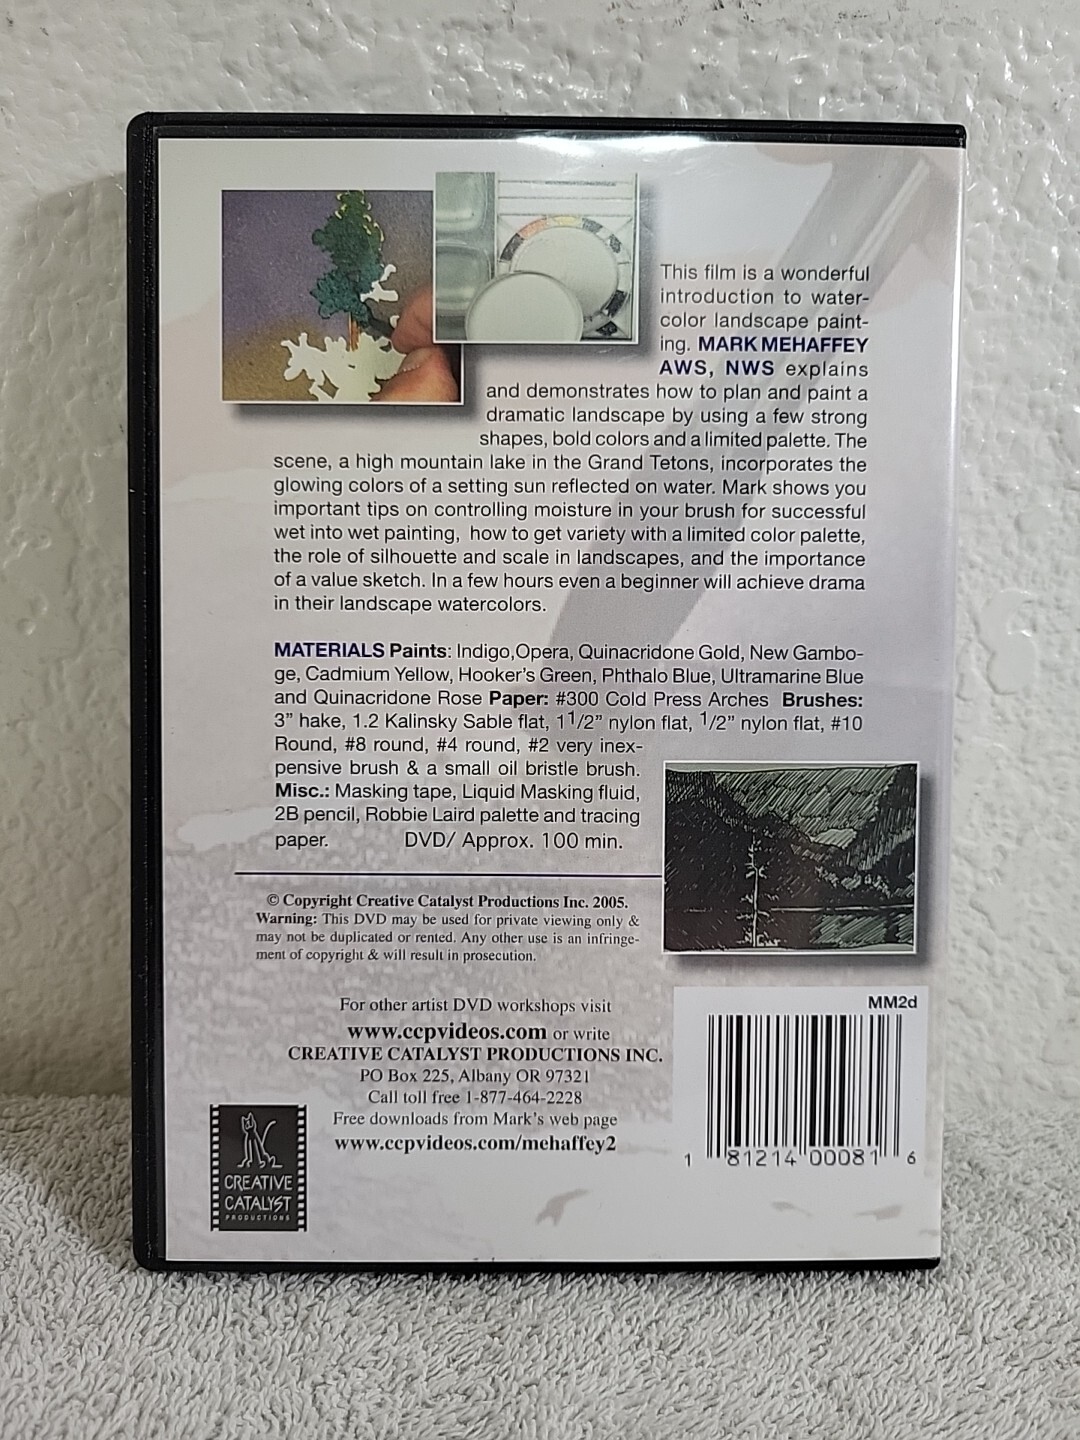 This film is a wonderful
introduction to water-
color landscape paint-
ing. MARK MEHAFFEY
AWS, NWS explains
and demonstrates how to plan and paint a
dramatic landscape by using a few strong
shapes, bold colors and a limited palette. The
scene, a high mountain lake in the Grand Tetons, incorporates the
glowing colors of a setting sun reflected on water. Mark shows you
important tips on controlling moisture in your brush for successful
wet into wet painting, how to get variety with a limited color palette,
the role of silhouette and scale in landscapes, and the importance
of a value sketch. In a few hours even a beginner will achieve drama
in their landscape watercolors.
MATERIALS Paints: Indigo,Opera, Quinacridone Gold, New Gambo-
ge, Cadmium Yellow, Hooker's Green, Phthalo Blue, Ultramarine Blue
and Quinacridone Rose Paper: #300 Cold Press Arches Brushes:
3” hake, 1.2 Kalinsky Sable flat, 1 1/2” nylon flat, 1/2” nylon flat, #10
Round, #8 round, #4 round, #2 very inex-
pensive brush & a small oil bristle brush.
Misc.: Masking tape, Liquid Masking fluid,
2B pencil, Robbie Laird palette and tracing
paper. DVD/ Approx. 100 min.
© Copyright Creative Catalyst Productions Inc. 2005.
Warning: This DVD may be used for private viewing only &
may not be duplicated or rented. Any other use is an infringe-
ment of copyright & will result in prosecution.
For other artist DVD workshops visit
www.ccpvideos.com or write
CREATIVE CATALYST PRODUCTIONS INC.
PO Box 225, Albany OR 97321
Call toll free 1-877-464-2228
Free downloads from Mark's web page
www.ccpvideos.com/mehaffey2
CREATIVE
CATALYST
PRODUCTIONS
MM2d
1 81214 00081 6